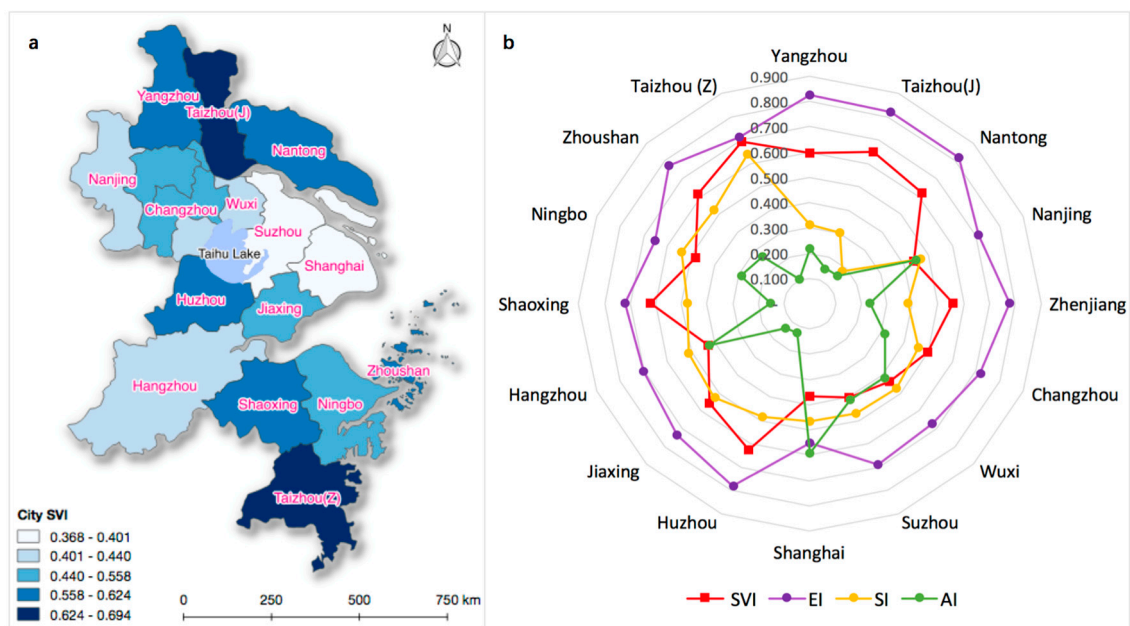 a
N
Yangzhou
Taizhou(J)
Nantong
Nanjing
Changzhou
Wuxi
Suzhou
Taihu Lake
Shanghai
Huzhou
Jiaxing
Hangzhou
Zhoushan
Shaoxing
Ningbo
Taizhou(Z)
City SVI
0.368 - 0.401
0.401 - 0.440
0.440 - 0.558
0.558 - 0.624
0.624 - 0.694
0 250 500 750 km
b
Yangzhou
Taizhou(J)
Nantong
Nanjing
Zhenjiang
Changzhou
Wuxi
Suzhou
Shanghai
Huzhou
Jiaxing
Hangzhou
Shaoxing
Ningbo
Zhoushan
Taizhou (Z)
0.900
0.800
0.700
0.600
0.500
0.400
0.300
0.200
0.100
-
SVI EI SI AI